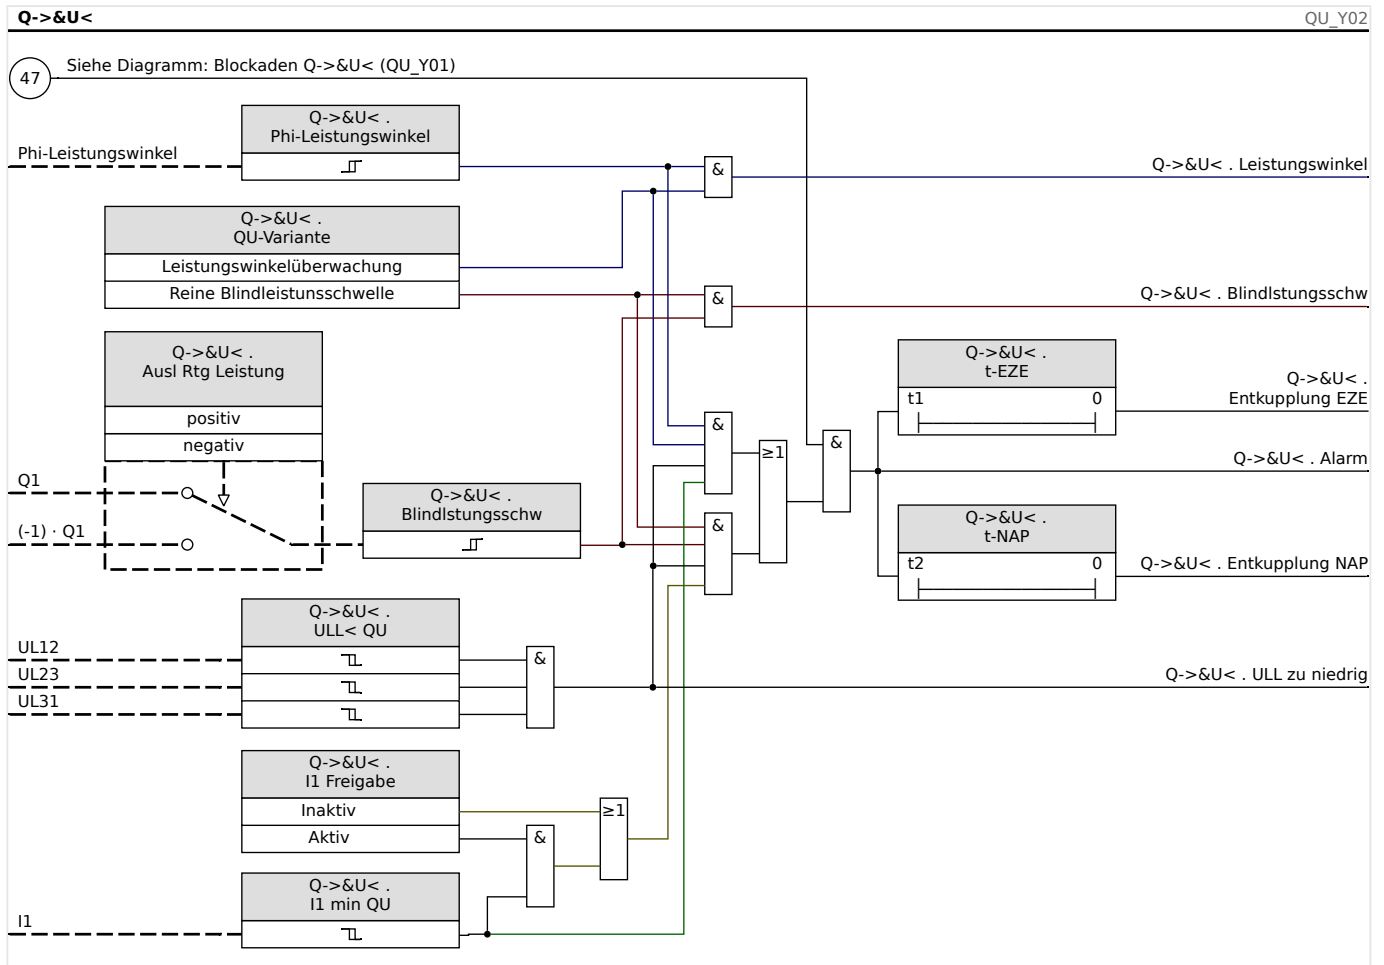 Q->&U<
QU_Y02
47
Siehe Diagramm: Blockaden Q->&U< (QU_Y01)
Q->&U< .
Phi-Leistungswinkel
Phi-Leistungswinkel
&
Q->&U< . Leistungswinkel
Q->&U< .
QU-Variante
Leistungswinkelüberwachung
Reine Blindleistunsschwelle
&
Q->&U< . Blindlstungsschw
Q->&U< .
Ausl Rtg Leistung
positiv
negativ
Q->&U< .
t-EZE
t1 0
Q->&U< .
Entkupplung EZE
&
≥1
&
Q->&U< . Alarm
Q1
(-1) · Q1
Q->&U< .
Blindlstungsschw
&
Q->&U< .
t-NAP
t2 0
Q->&U< . Entkupplung NAP
Q->&U< .
ULL< QU
UL12
UL23
UL31
&
Q->&U< . ULL zu niedrig
Q->&U< .
I1 Freigabe
Inaktiv
Aktiv
≥1
&
Q->&U< .
I1 min QU
I1